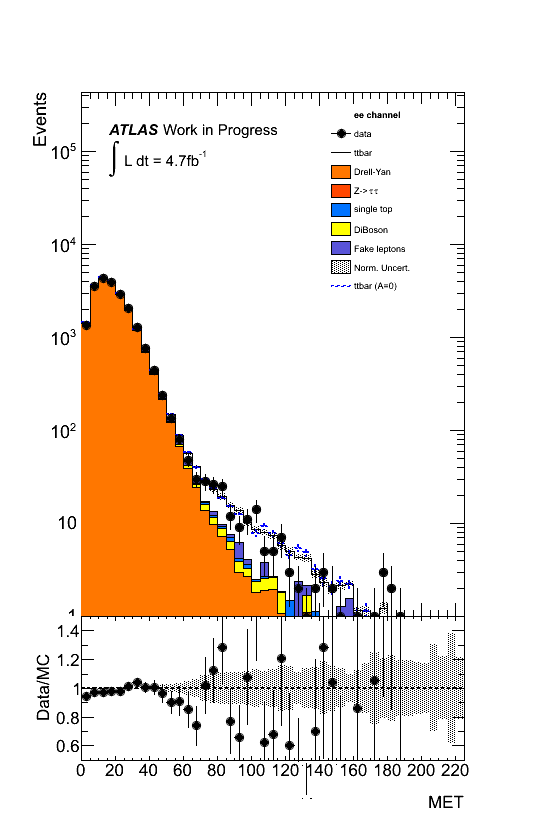 Events
ATLAS Work in Progress
∫ L dt = 4.7fb⁻¹
ee channel
data
ttbar
Drell-Yan
Z->ττ
single top
DiBoson
Fake leptons
Norm. Uncert.
ttbar (A=0)
10⁵
10⁴
10³
10²
10
1
Data/MC
1.4
1.2
1
0.8
0.6
0 20 40 60 80 100 120 140 160 180 200 220
MET